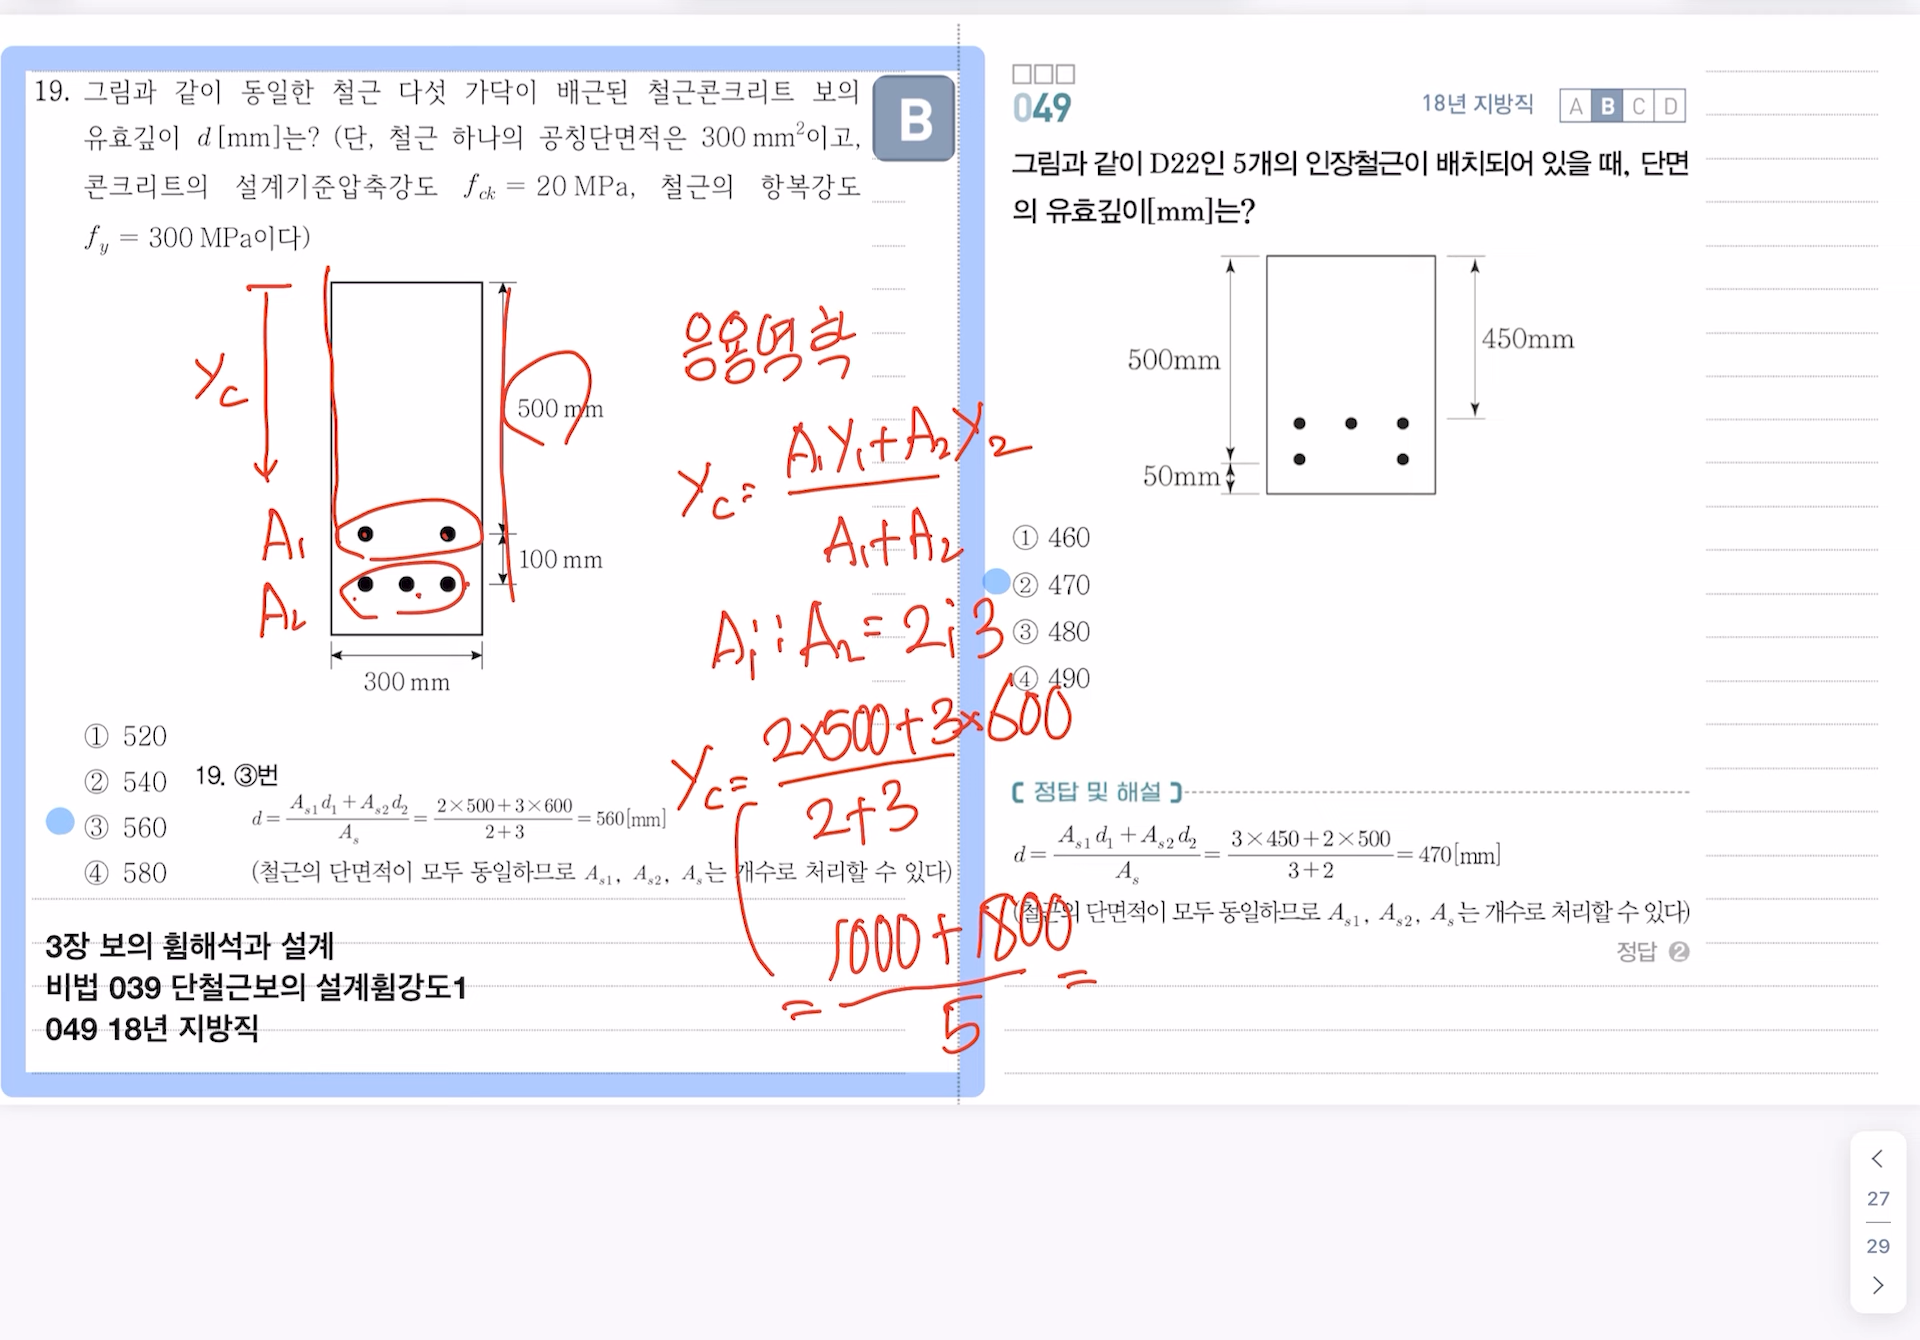 19. 그림과 같이 동일한 철근 다섯 가닥이 배근된 철근콘크리트 보의
유효깊이 d[mm]는? (단, 철근 하나의 공칭단면적은 300 mm²이고,
콘크리트의 설계기준압축강도 fck = 20 MPa, 철근의 항복강도
fy = 300 MPa이다)
B
yc
500 mm
A₁
A₂
100 mm
300 mm
응용역학
yc = (A₁y₁+A₂y₂) / (A₁+A₂)
A₁ : A₂ = 2 : 3
yc = (2×500+3×600) / (2+3)
= (1000+1800) / 5 =
① 520
② 540
③ 560
④ 580
19. ③번
d = (As1 d1 + As2 d2) / As = (2×500+3×600) / (2+3) = 560[mm]
(철근의 단면적이 모두 동일하므로 As1, As2, As는 개수로 처리할 수 있다)
3장 보의 휨해석과 설계
비법 039 단철근보의 설계휨강도1
049 18년 지방직
049
18년 지방직 A B C D
그림과 같이 D22인 5개의 인장철근이 배치되어 있을 때, 단면
의 유효깊이[mm]는?
500mm
450mm
50mm
① 460
② 470
③ 480
④ 490
[ 정답 및 해설 ]
d = (As1 d1 + As2 d2) / As = (3×450+2×500) / (3+2) = 470[mm]
(철근의 단면적이 모두 동일하므로 As1, As2, As는 개수로 처리할 수 있다)
정답 ❷
27
29